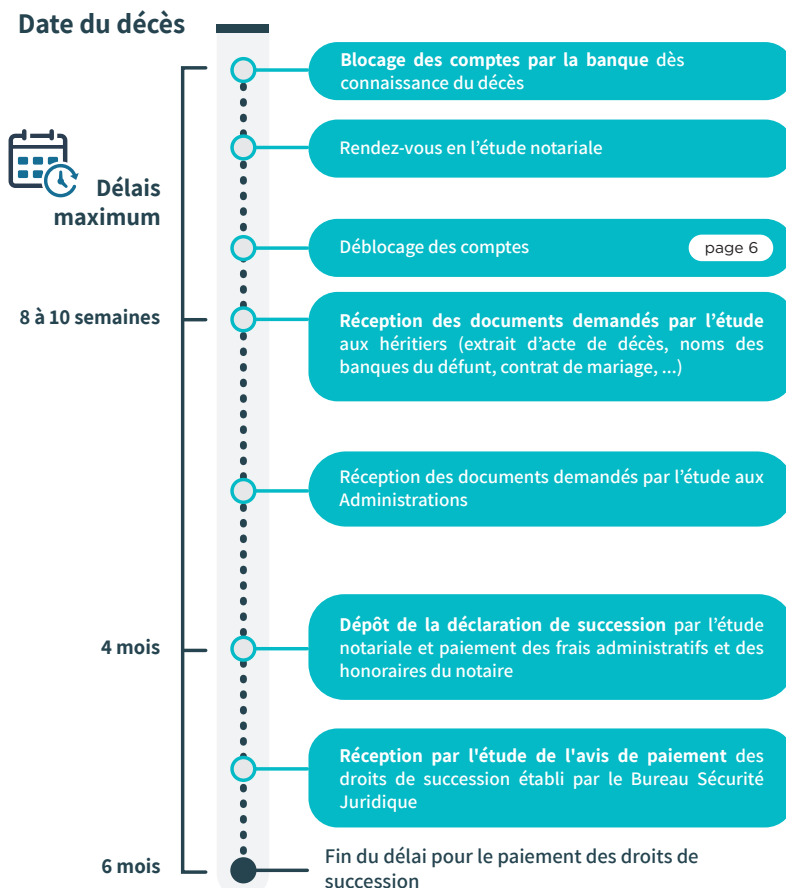 Date du décès
Blocage des comptes par la banque dès
connaissance du décès
Rendez-vous en l'étude notariale
Délais
maximum
Déblocage des comptes
page 6
8 à 10 semaines
Réception des documents demandés par l'étude
aux héritiers (extrait d'acte de décès, noms des
banques du défunt, contrat de mariage, ...)
Réception des documents demandés par l'étude aux
Administrations
4 mois
Dépôt de la déclaration de succession par l'étude
notariale et paiement des frais administratifs et des
honoraires du notaire
Réception par l'étude de l'avis de paiement des
droits de succession établi par le Bureau Sécurité
Juridique
6 mois
Fin du délai pour le paiement des droits de
succession